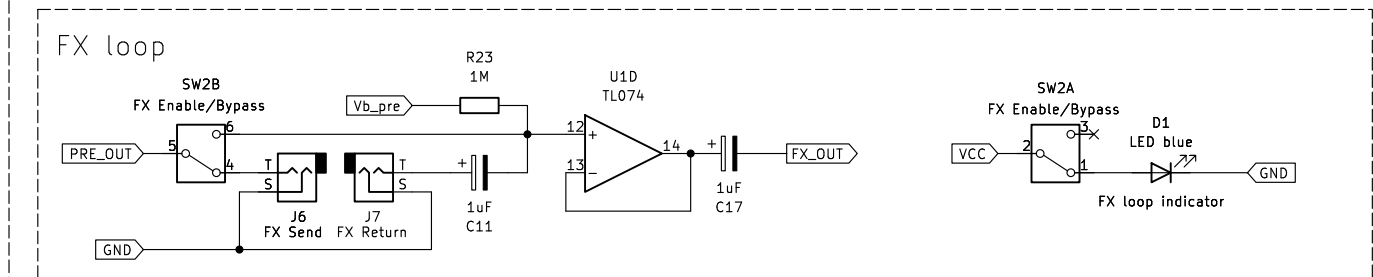 FX loop
SW2B
FX Enable/Bypass
PRE_OUT
5
6
4
Vb_pre
R23
1M
T
S
J6
FX Send
T
S
J7
FX Return
GND
+
1uF
C11
U1D
TL074
12
+
13
−
14
+
1uF
C17
FX_OUT
SW2A
FX Enable/Bypass
VCC
2
3
1
D1
LED blue
GND
FX loop indicator